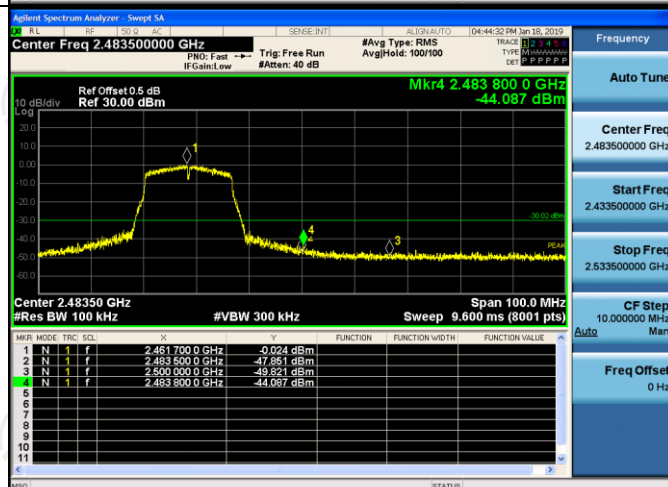 Agilent Spectrum Analyzer - Swept SA
RL RF 50 Ω AC SENSE:INT ALIGN AUTO 04:44:32 PM Jan 18, 2019
Center Freq 2.483500000 GHz #Avg Type: RMS TRACE 1 2 3 4 5 6
PNO: Fast Trig: Free Run Avg|Hold: 100/100 TYPE M
IFGain:Low #Atten: 40 dB DET P P P P P P
Frequency
Auto Tune
Center Freq
2.483500000 GHz
Start Freq
2.433500000 GHz
Stop Freq
2.533500000 GHz
CF Step
10.000000 MHz
Auto Man
Freq Offset
0 Hz
Mkr4 2.483 800 0 GHz
-44.087 dBm
Ref Offset 0.5 dB
10 dB/div Ref 30.00 dBm
Log
20.0
10.0
0.00
-10.0
-20.0
-30.0
-40.0
-50.0
-60.0
1
4
2
3
-30.02 dBm
PEAK
Center 2.48350 GHz Span 100.0 MHz
#Res BW 100 kHz #VBW 300 kHz Sweep 9.600 ms (8001 pts)
MKR MODE TRC SCL X Y FUNCTION FUNCTION WIDTH FUNCTION VALUE
1 N 1 f 2.461 700 0 GHz -0.024 dBm
2 N 1 f 2.483 500 0 GHz -47.851 dBm
3 N 1 f 2.500 000 0 GHz -49.821 dBm
4 N 1 f 2.483 800 0 GHz -44.087 dBm
5
6
7
8
9
10
11
MSG STATUS